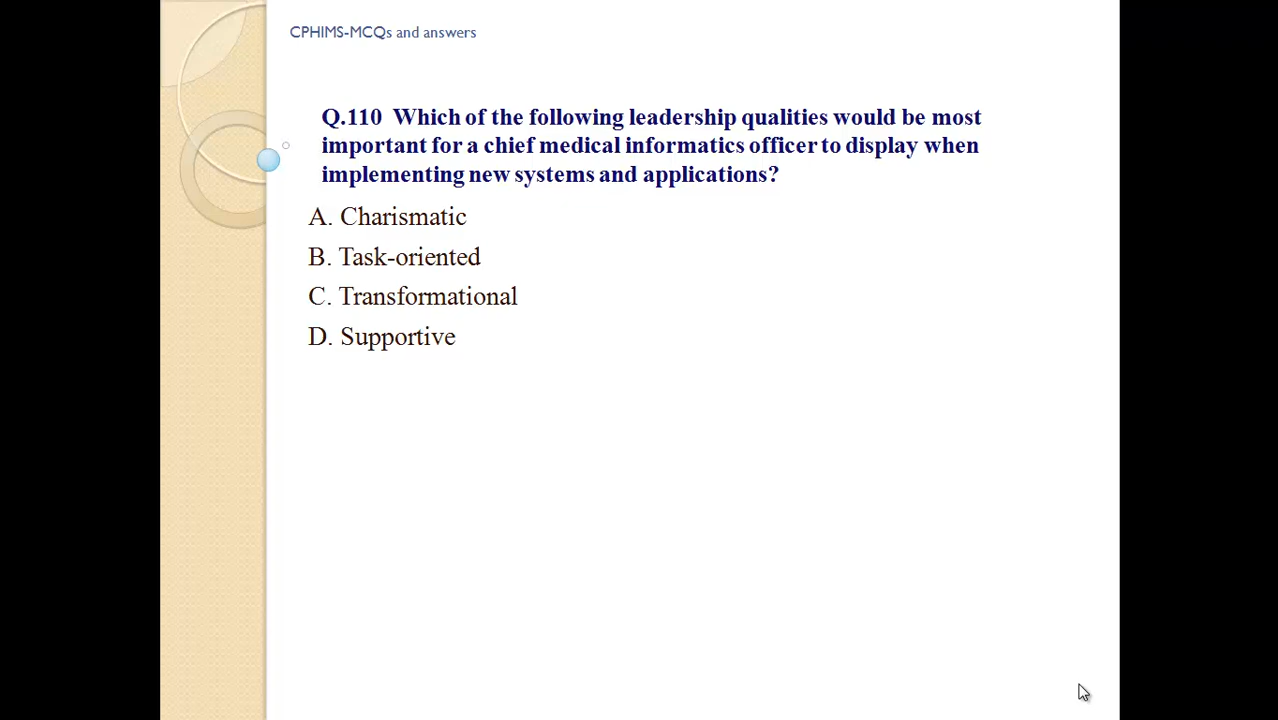 CPHIMS-MCQs and answers
Q.110 Which of the following leadership qualities would be most
important for a chief medical informatics officer to display when
implementing new systems and applications?
A. Charismatic
B. Task-oriented
C. Transformational
D. Supportive